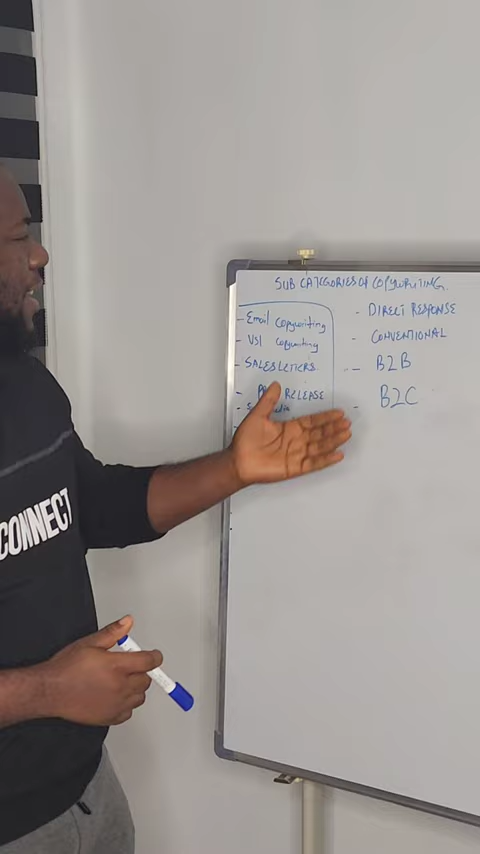 SUB CATEGORIES OF COPYWRITING.
- Email copywriting
- VSL copywriting
- SALES LETTERS
- RELEASE
- DIRECT RESPONSE
- CONVENTIONAL
- B2B
- B2C
CONNECT